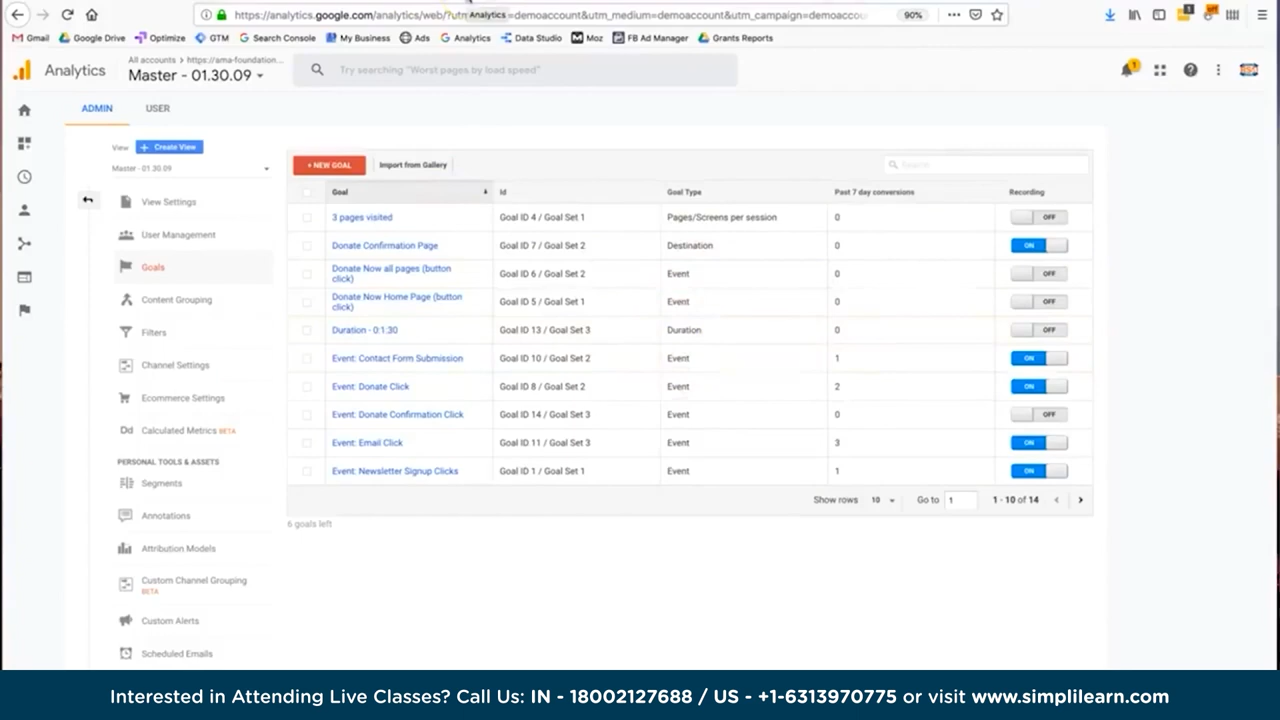 https://analytics.google.com/analytics/web/?utm Analytics =demoaccount&utm_medium=demoaccount&utm_campaign=demoaccou 90%
Gmail Google Drive Optimize GTM Search Console My Business Ads Analytics Data Studio Moz FB Ad Manager Grants Reports
All accounts > https://ama-foundation...
Analytics Master - 01.30.09 Try searching "Worst pages by load speed" 1
ADMIN USER
View + Create View
Master - 01.30.09
+ NEW GOAL Import from Gallery Search
Goal Id Goal Type Past 7 day conversions Recording
3 pages visited Goal ID 4 / Goal Set 1 Pages/Screens per session 0 OFF
Donate Confirmation Page Goal ID 7 / Goal Set 2 Destination 0 ON
Donate Now all pages (button click) Goal ID 6 / Goal Set 2 Event 0 OFF
Donate Now Home Page (button click) Goal ID 5 / Goal Set 1 Event 0 OFF
Duration - 0:1:30 Goal ID 13 / Goal Set 3 Duration 0 OFF
Event: Contact Form Submission Goal ID 10 / Goal Set 2 Event 1 ON
Event: Donate Click Goal ID 8 / Goal Set 2 Event 2 ON
Event: Donate Confirmation Click Goal ID 14 / Goal Set 3 Event 0 OFF
Event: Email Click Goal ID 11 / Goal Set 3 Event 3 ON
Event: Newsletter Signup Clicks Goal ID 1 / Goal Set 1 Event 1 ON
Show rows 10 Go to 1 1 - 10 of 14
6 goals left
View Settings
User Management
Goals
Content Grouping
Filters
Channel Settings
Ecommerce Settings
Dd Calculated Metrics BETA
PERSONAL TOOLS & ASSETS
Segments
Annotations
Attribution Models
Custom Channel Grouping
BETA
Custom Alerts
Scheduled Emails
Interested in Attending Live Classes? Call Us: IN - 18002127688 / US - +1-6313970775 or visit www.simplilearn.com